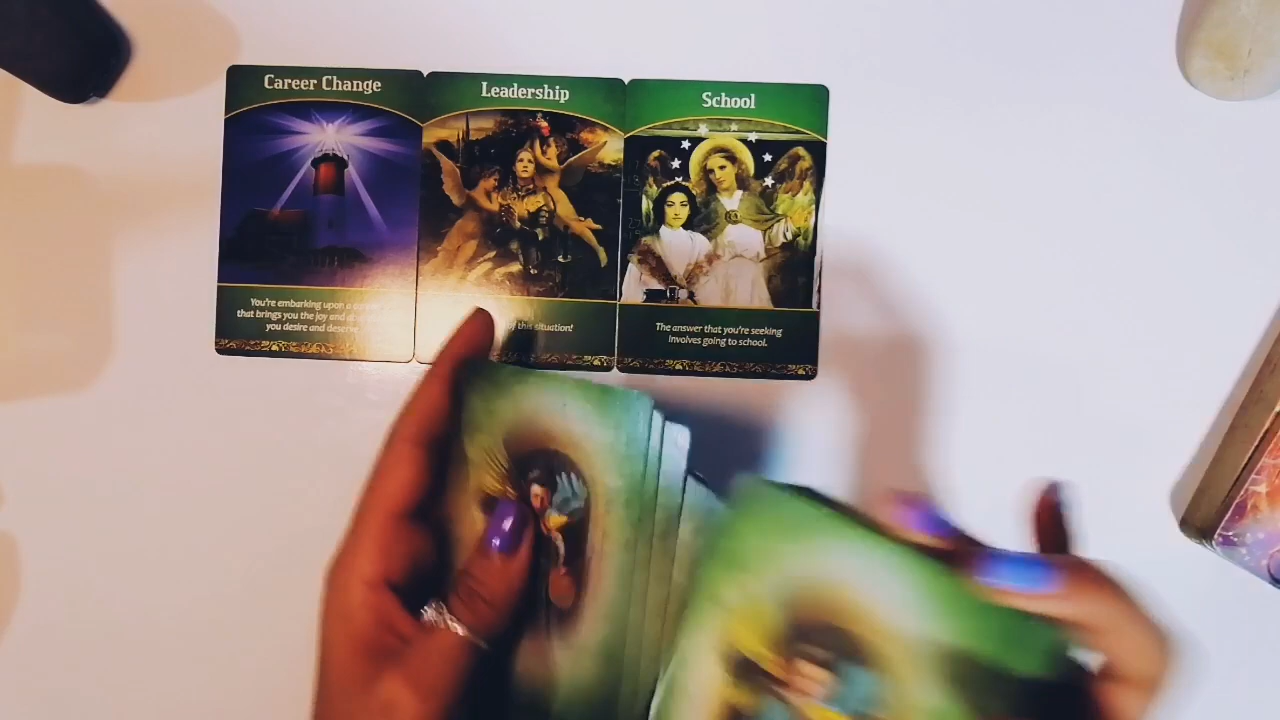 Career Change
You're embarking upon a
that brings you the joy and
you desire and deserve
Leadership
of this situation!
School
The answer that you're seeking
involves going to school.